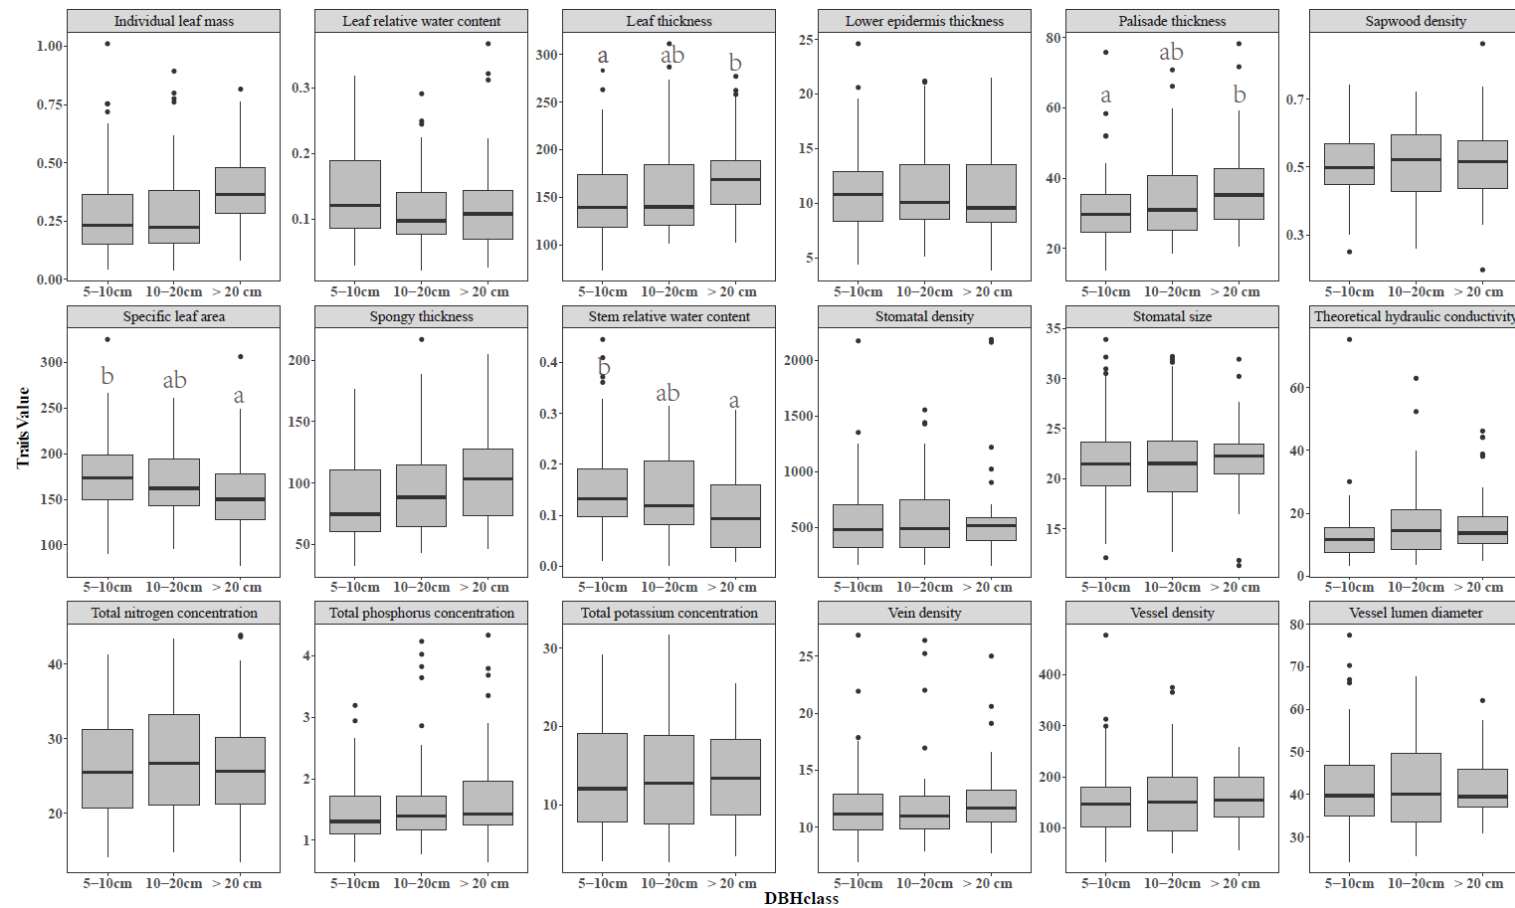 Individual leaf mass
Leaf relative water content
Leaf thickness
Lower epidermis thickness
Palisade thickness
Sapwood density
1.00
0.75
0.50
0.25
0.00
0.3
0.2
0.1
300
250
200
150
100
a
ab
b
25
20
15
10
5
80
60
40
20
a
ab
b
0.7
0.5
0.3
5–10cm 10–20cm > 20 cm
5–10cm 10–20cm > 20 cm
5–10cm 10–20cm > 20 cm
5–10cm 10–20cm > 20 cm
5–10cm 10–20cm > 20 cm
5–10cm 10–20cm > 20 cm
Traits Value
Specific leaf area
Spongy thickness
Stem relative water content
Stomatal density
Stomatal size
Theoretical hydraulic conductivity
300
250
200
150
100
b
ab
a
200
150
100
50
0.4
0.3
0.2
0.1
0.0
b
ab
a
2000
1500
1000
500
35
30
25
20
15
60
40
20
0
5–10cm 10–20cm > 20 cm
5–10cm 10–20cm > 20 cm
5–10cm 10–20cm > 20 cm
5–10cm 10–20cm > 20 cm
5–10cm 10–20cm > 20 cm
5–10cm 10–20cm > 20 cm
Total nitrogen concentration
Total phosphorus concentration
Total potassium concentration
Vein density
Vessel density
Vessel lumen diameter
40
30
20
4
3
2
1
30
20
10
25
20
15
10
400
300
200
100
80
70
60
50
40
30
5–10cm 10–20cm > 20 cm
5–10cm 10–20cm > 20 cm
5–10cm 10–20cm > 20 cm
5–10cm 10–20cm > 20 cm
5–10cm 10–20cm > 20 cm
5–10cm 10–20cm > 20 cm
DBHclass